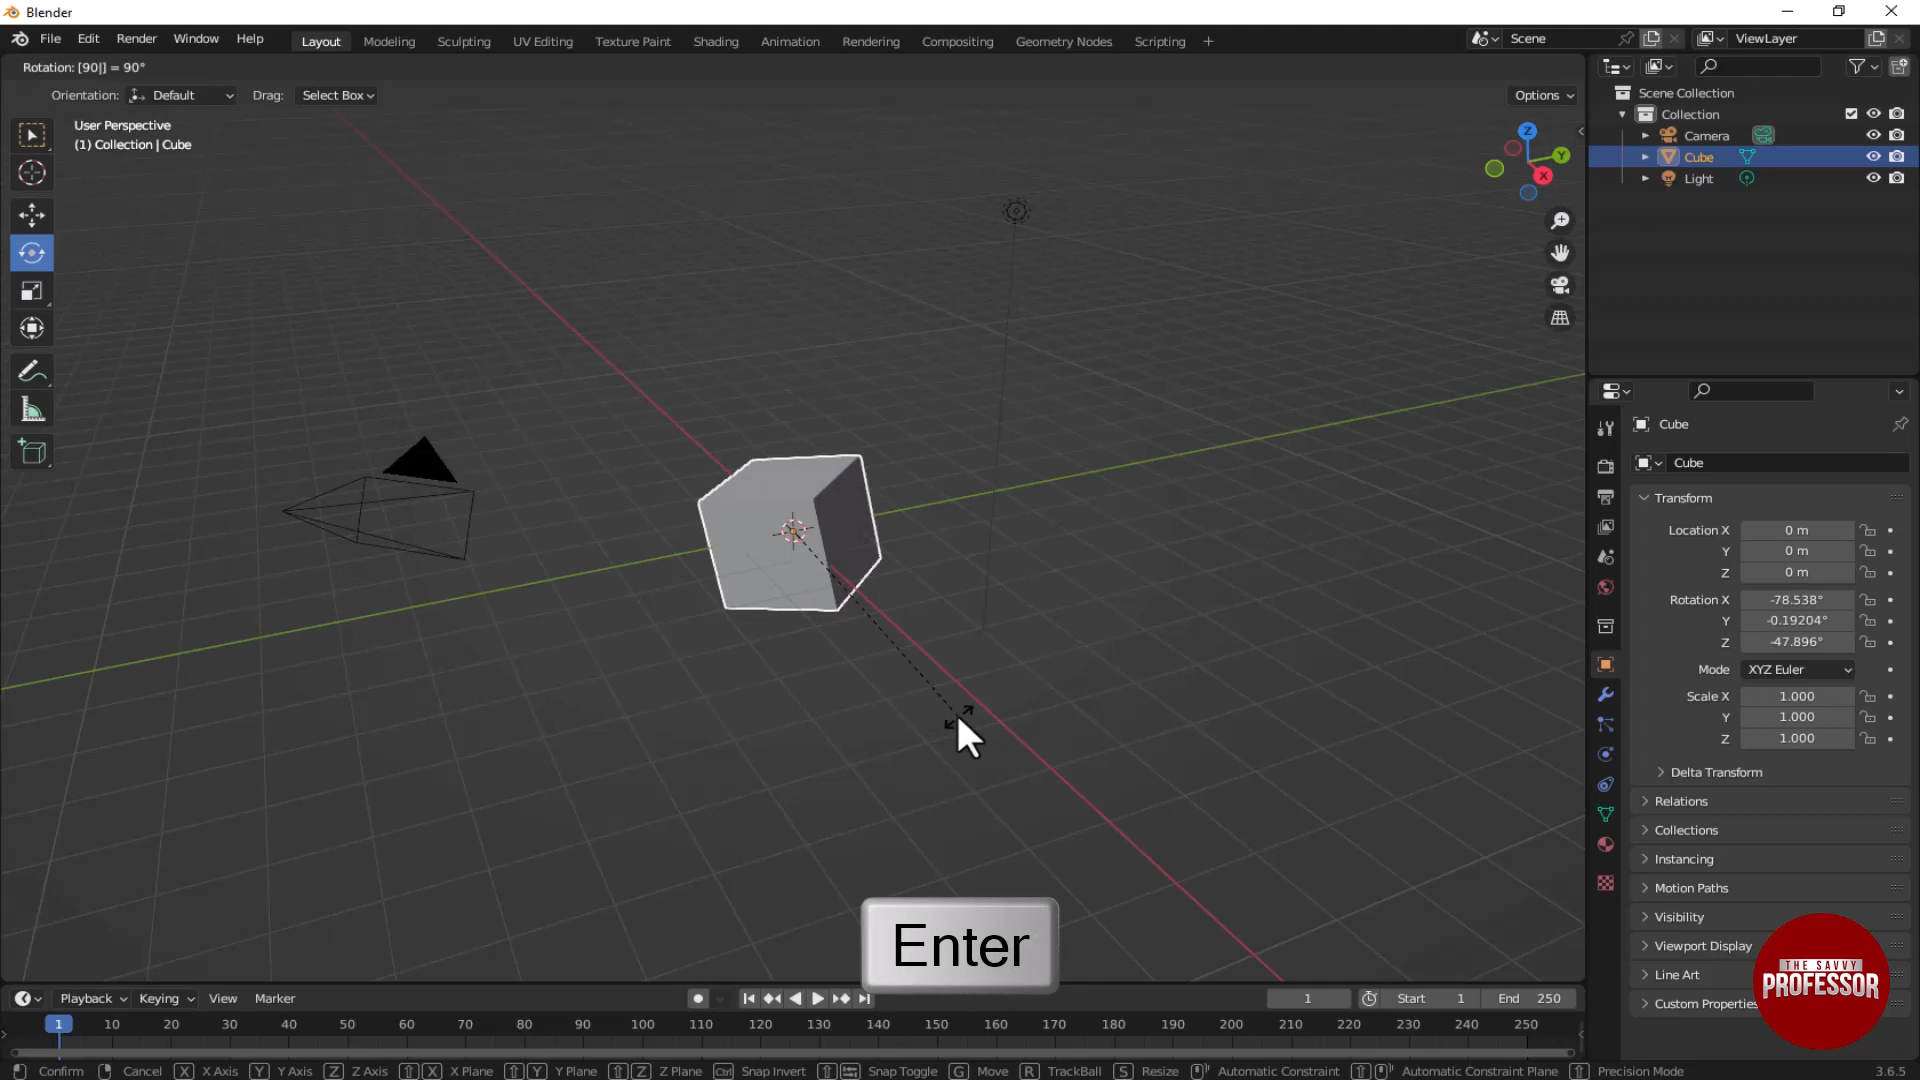 Blender
File Edit Render Window Help
Layout Modeling Sculpting UV Editing Texture Paint Shading Animation Rendering Compositing Geometry Nodes Scripting +
Scene
ViewLayer
Rotation: [90|] = 90°
Orientation: Default Drag: Select Box
Options
User Perspective
(1) Collection | Cube
Z
Y
X
Scene Collection
Collection
Camera
Cube
Light
Cube
Cube
Transform
Location X 0 m
Y 0 m
Z 0 m
Rotation X -78.538°
Y -0.19204°
Z -47.896°
Mode XYZ Euler
Scale X 1.000
Y 1.000
Z 1.000
Delta Transform
Relations
Collections
Instancing
Motion Paths
Visibility
Viewport Display
Line Art
Custom Properties
THE SAVVY
PROFESSOR
Enter
Playback Keying View Marker
1 Start 1 End 250
1 10 20 30 40 50 60 70 80 90 100 110 120 130 140 150 160 170 180 190 200 210 220 230 240 250
Confirm Cancel X X Axis Y Y Axis Z Z Axis X X Plane Y Y Plane Z Z Plane Ctrl Snap Invert Snap Toggle G Move R TrackBall S Resize Automatic Constraint Automatic Constraint Plane Precision Mode 3.6.5